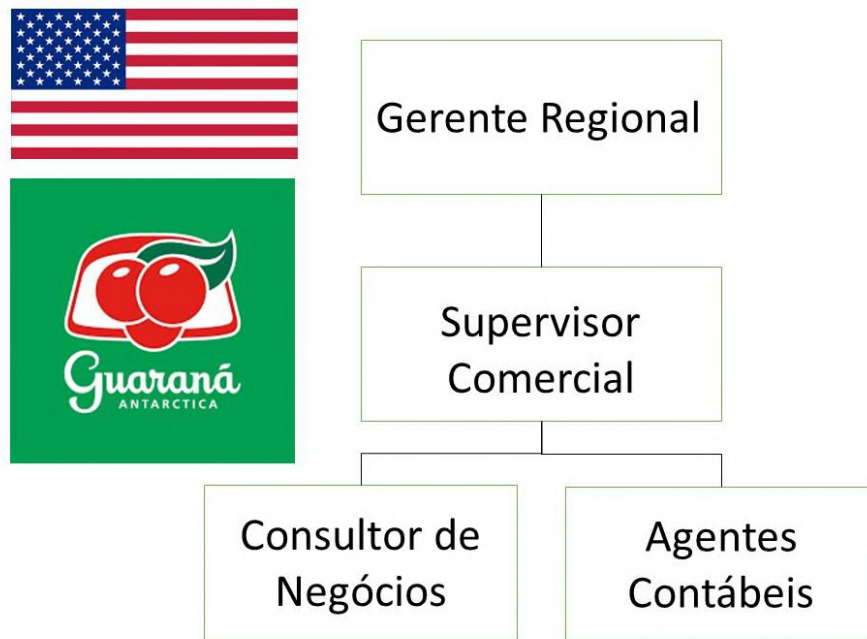 Gerente Regional
Guaraná
ANTARCTICA
Supervisor
Comercial
Consultor de
Negócios
Agentes
Contábeis